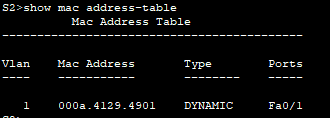 S2>show mac address-table
Mac Address Table
-------------------------------------------
Vlan Mac Address Type Ports
---- ----------- -------- -----
1 000a.4129.4901 DYNAMIC Fa0/1